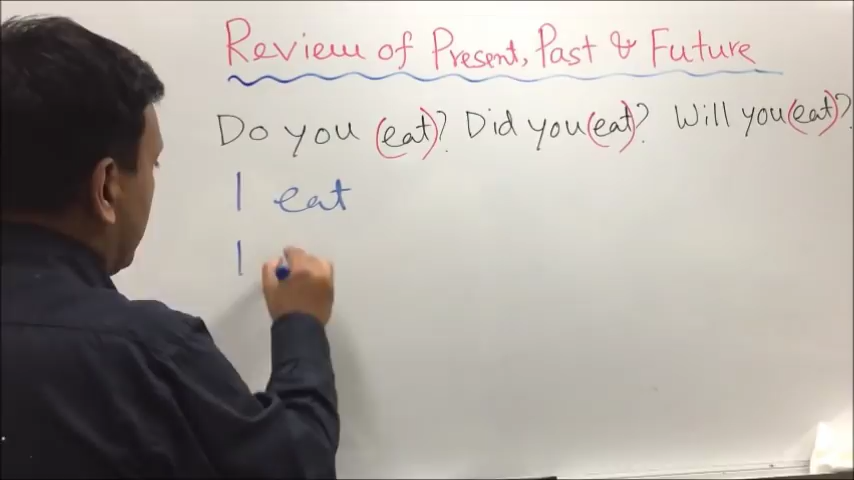 Review of Present, Past & Future
Do you (eat)? Did you (eat)? Will you (eat)?
I eat
I